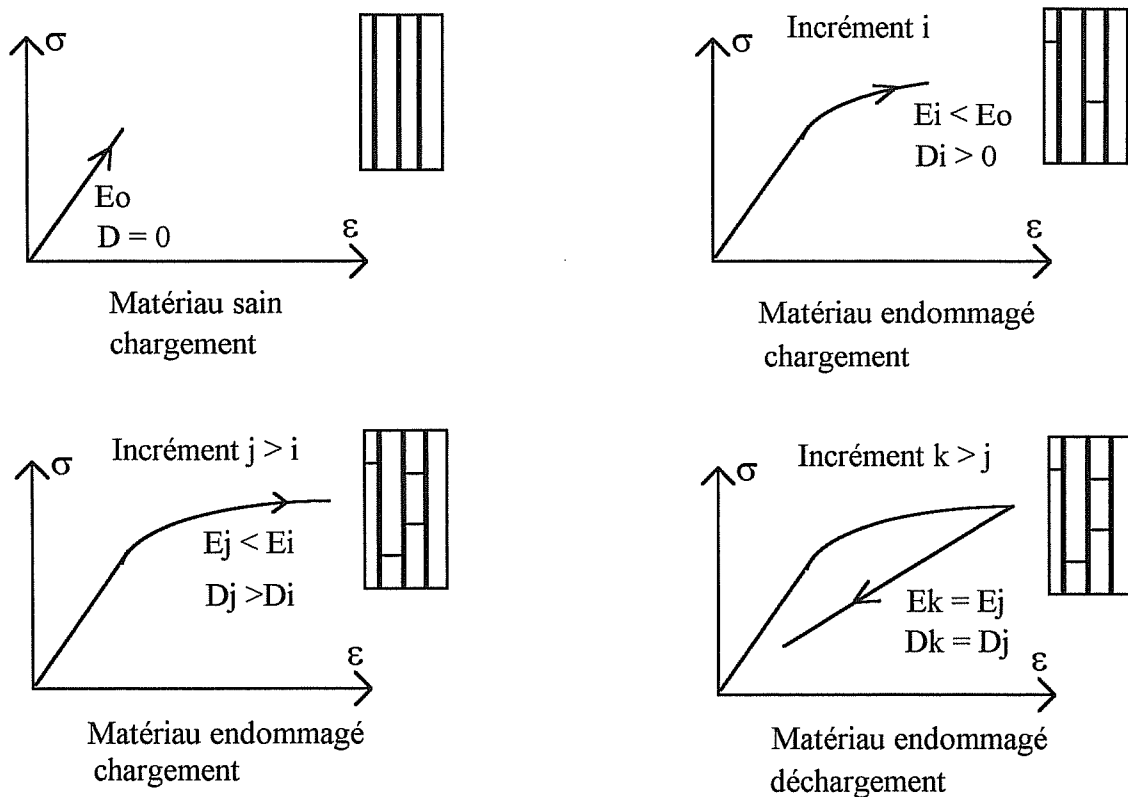 σ
Eo
D = 0
ε
Matériau sain
chargement
Incrément i
σ
Ei < Eo
Di > 0
ε
Matériau endommagé
chargement
Incrément j > i
σ
Ej < Ei
Dj >Di
ε
Matériau endommagé
chargement
Incrément k > j
σ
Ek = Ej
Dk = Dj
ε
Matériau endommagé
déchargement